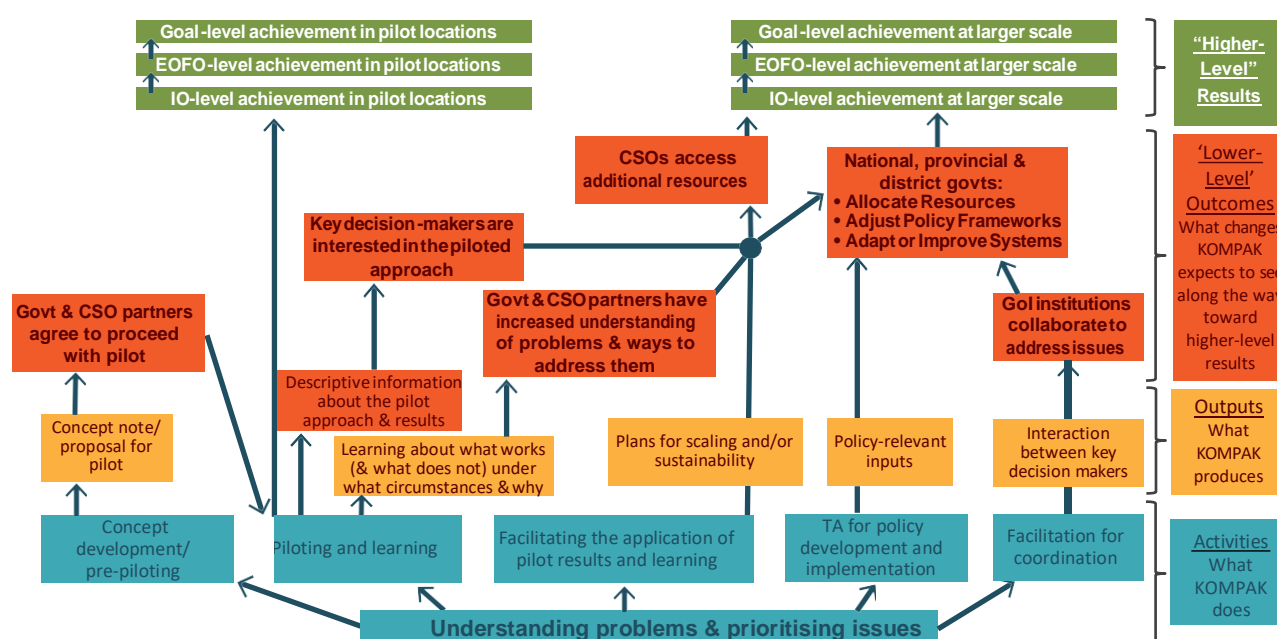 Goal-level achievement in pilot locations
EOFO-level achievement in pilot locations
IO-level achievement in pilot locations
Goal-level achievement at larger scale
EOFO-level achievement at larger scale
IO-level achievement at larger scale
“Higher-
Level”
Results
CSOs access
additional resources
National, provincial &
district govts:
• Allocate Resources
• Adjust Policy Frameworks
• Adapt or Improve Systems
‘Lower-
Level’
Outcomes
What changes
KOMPAK
expects to see
along the way
toward
higher-level
results
Key decision-makers are
interested in the piloted
approach
Govt & CSO partners
agree to proceed
with pilot
Govt & CSO partners have
increased understanding
of problems & ways to
address them
GoI institutions
collaborate to
address issues
Descriptive information
about the pilot
approach & results
Concept note/
proposal for
pilot
Learning about what works
(& what does not) under
what circumstances & why
Plans for scaling and/or
sustainability
Policy-relevant
inputs
Interaction
between key
decision makers
Outputs
What
KOMPAK
produces
Concept
development/
pre-piloting
Piloting and learning
Facilitating the application of
pilot results and learning
TA for policy
development and
implementation
Facilitation for
coordination
Activities
What
KOMPAK
does
Understanding problems & prioritising issues